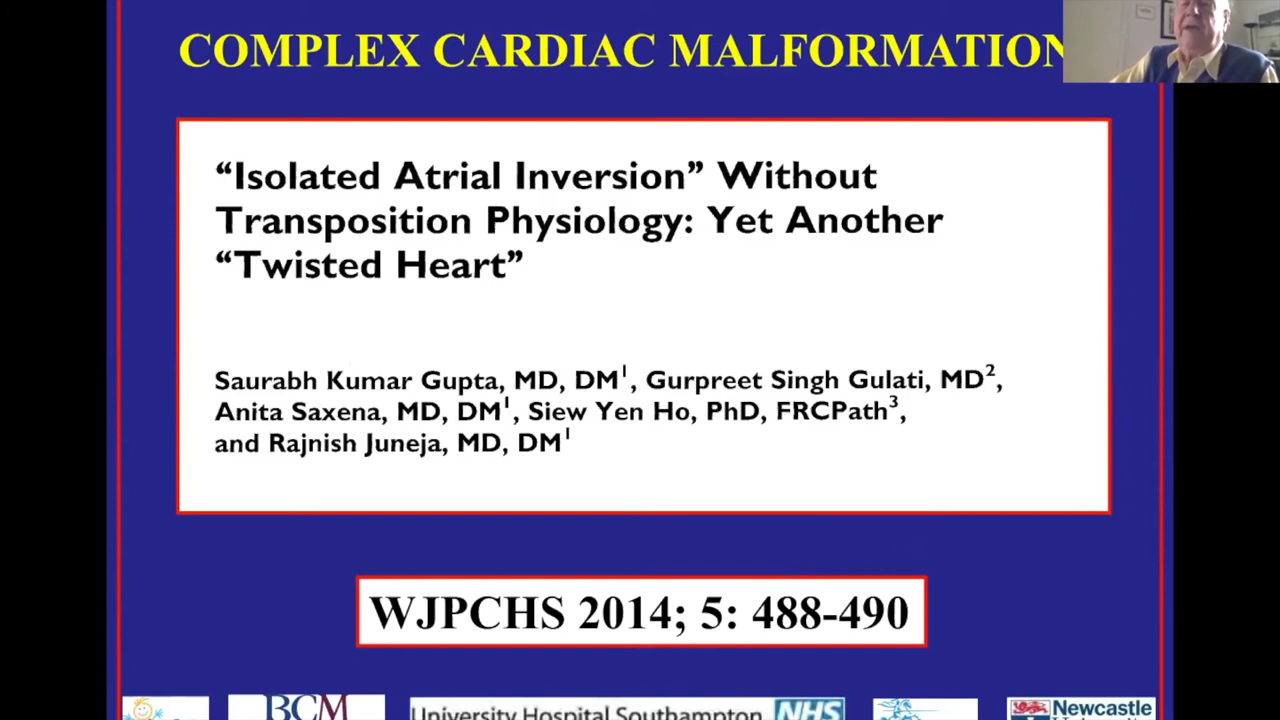 COMPLEX CARDIAC MALFORMATION
“Isolated Atrial Inversion” Without
Transposition Physiology: Yet Another
“Twisted Heart”
Saurabh Kumar Gupta, MD, DM¹, Gurpreet Singh Gulati, MD²,
Anita Saxena, MD, DM¹, Siew Yen Ho, PhD, FRCPath³,
and Rajnish Juneja, MD, DM¹
WJPCHS 2014; 5: 488-490
BCM
University Hospital Southampton NHS
Newcastle